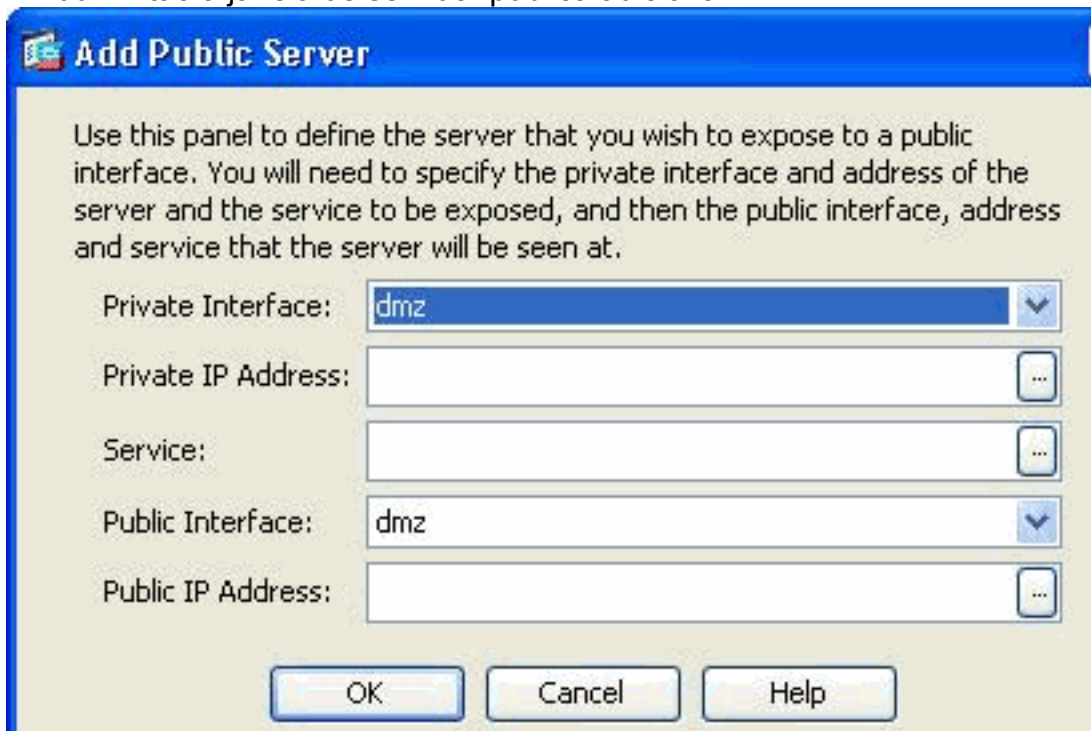 Add Public Server
Use this panel to define the server that you wish to expose to a public
interface. You will need to specify the private interface and address of the
server and the service to be exposed, and then the public interface, address
and service that the server will be seen at.
Private Interface: dmz
Private IP Address: ...
Service: ...
Public Interface: dmz
Public IP Address: ...
OK Cancel Help